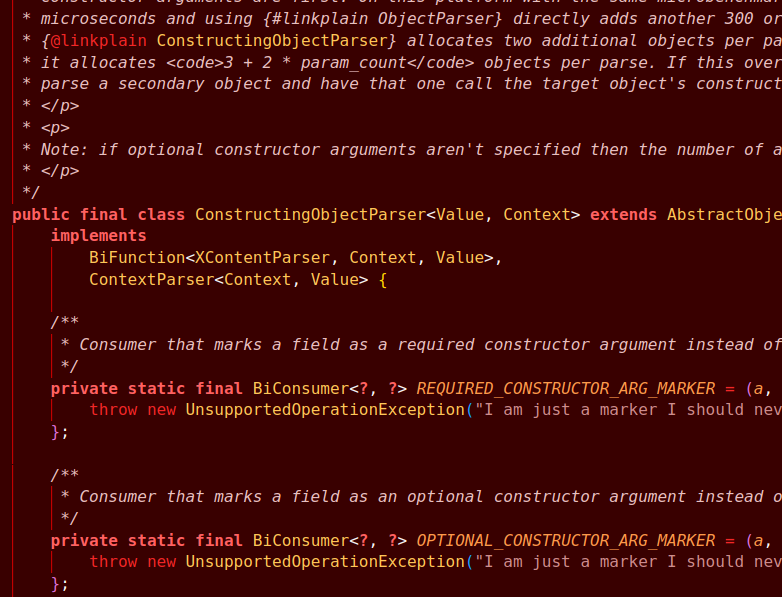 * constructor arguments are first. On this platform with the same microbenchmar
* microseconds and using {#linkplain ObjectParser} directly adds another 300 or
* {@linkplain ConstructingObjectParser} allocates two additional objects per pa
* it allocates <code>3 + 2 * param_count</code> objects per parse. If this over
* parse a secondary object and have that one call the target object's construct
* </p>
* <p>
* Note: if optional constructor arguments aren't specified then the number of a
* </p>
*/
public final class ConstructingObjectParser<Value, Context> extends AbstractObje
implements
BiFunction<XContentParser, Context, Value>,
ContextParser<Context, Value> {
/**
* Consumer that marks a field as a required constructor argument instead of
*/
private static final BiConsumer<?, ?> REQUIRED_CONSTRUCTOR_ARG_MARKER = (a,
throw new UnsupportedOperationException("I am just a marker I should nev
};
/**
* Consumer that marks a field as an optional constructor argument instead o
*/
private static final BiConsumer<?, ?> OPTIONAL_CONSTRUCTOR_ARG_MARKER = (a,
throw new UnsupportedOperationException("I am just a marker I should nev
};